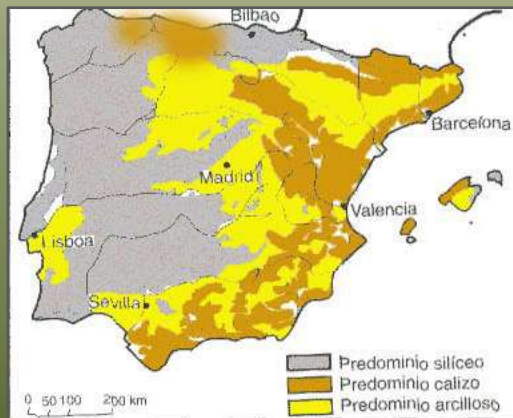 Bilbao
Barcelona
Madrid
Valencia
Lisboa
Sevilla
Predominio silíceo
Predominio calizo
Predominio arcilloso
0 50 100 200 km